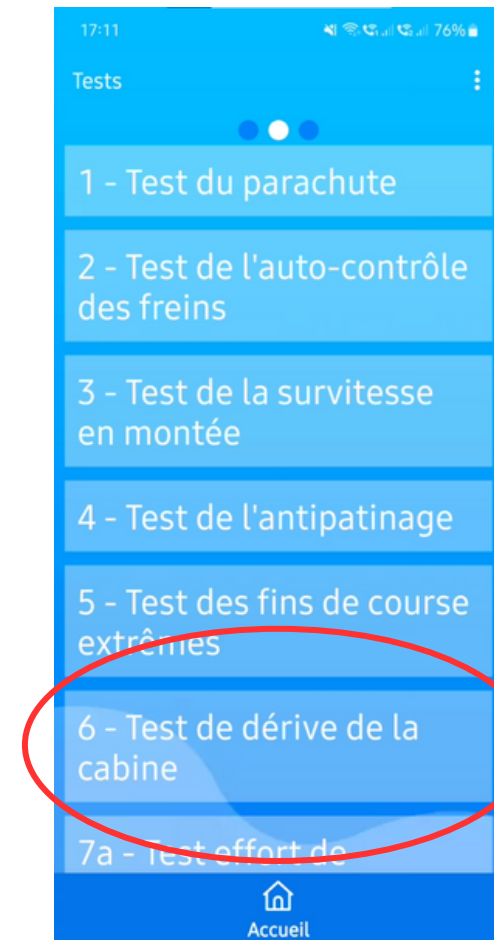 17:11 76%
Tests
1 - Test du parachute
2 - Test de l'auto-contrôle
des freins
3 - Test de la survitesse
en montée
4 - Test de l'antipatinage
5 - Test des fins de course
extrêmes
6 - Test de dérive de la
cabine
7a - Test effort de
Accueil